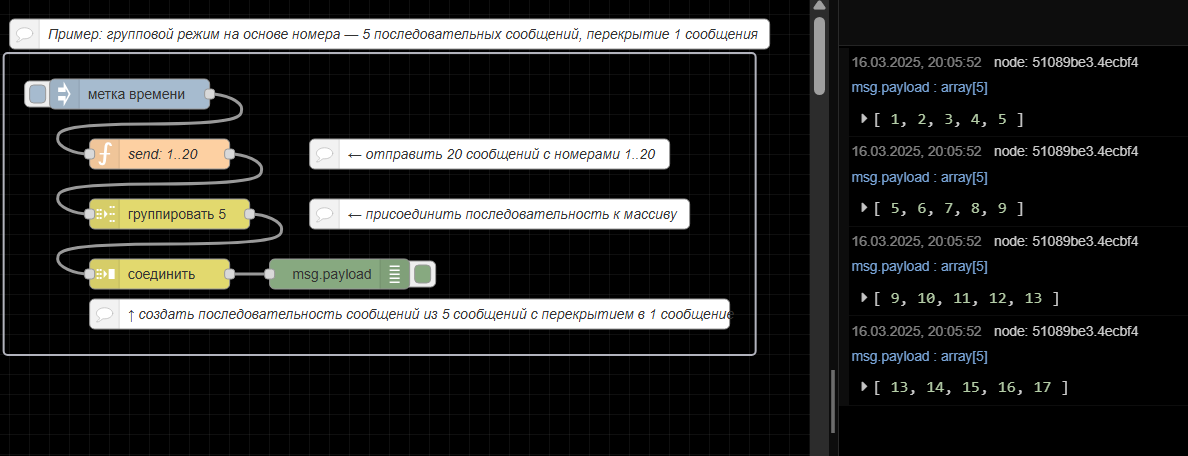 Пример: групповой режим на основе номера — 5 последовательных сообщений, перекрытие 1 сообщения
метка времени
send: 1..20
← отправить 20 сообщений с номерами 1..20
группировать 5
← присоединить последовательность к массиву
соединить
msg.payload
↑ создать последовательность сообщений из 5 сообщений с перекрытием в 1 сообщение
16.03.2025, 20:05:52 node: 51089be3.4ecbf4
msg.payload : array[5]
[ 1, 2, 3, 4, 5 ]
16.03.2025, 20:05:52 node: 51089be3.4ecbf4
msg.payload : array[5]
[ 5, 6, 7, 8, 9 ]
16.03.2025, 20:05:52 node: 51089be3.4ecbf4
msg.payload : array[5]
[ 9, 10, 11, 12, 13 ]
16.03.2025, 20:05:52 node: 51089be3.4ecbf4
msg.payload : array[5]
[ 13, 14, 15, 16, 17 ]